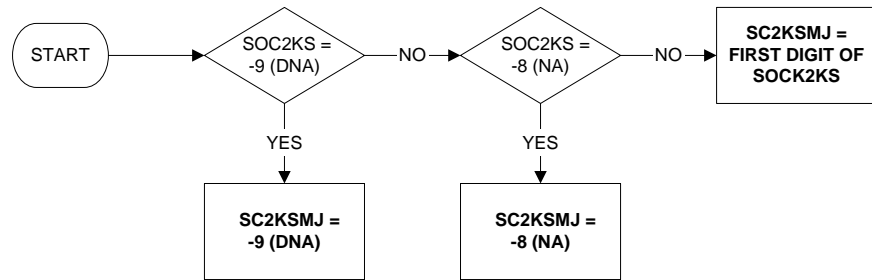 START
SOC2KS =
-9 (DNA)
NO
SOC2KS =
-8 (NA)
NO
SC2KSMJ =
FIRST DIGIT OF
SOCK2KS
YES
YES
SC2KSMJ =
-9 (DNA)
SC2KSMJ =
-8 (NA)